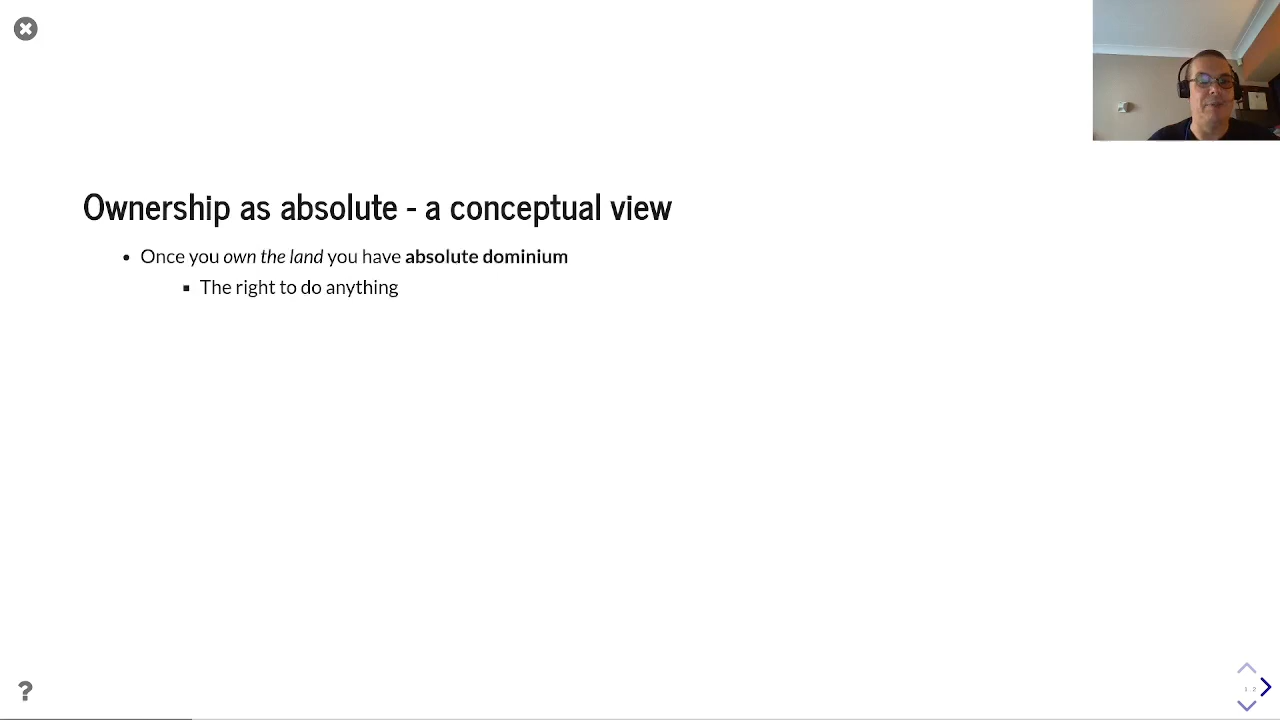 Ownership as absolute - a conceptual view
Once you own the land you have absolute dominium
The right to do anything
?